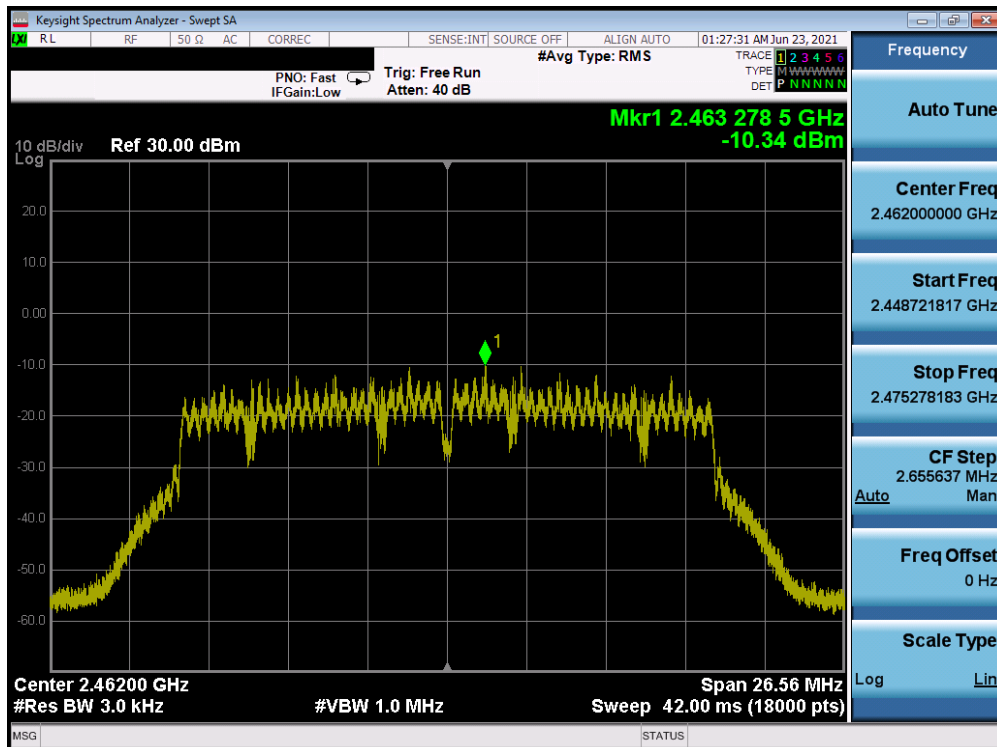 Keysight Spectrum Analyzer - Swept SA
LXI RL RF 50 Ω AC CORREC SENSE:INT SOURCE OFF ALIGN AUTO 01:27:31 AM Jun 23, 2021
#Avg Type: RMS
TRACE 1 2 3 4 5 6
PNO: Fast Trig: Free Run
TYPE M W W W W W
IFGain:Low Atten: 40 dB
DET P N N N N N
Mkr1 2.463 278 5 GHz
-10.34 dBm
10 dB/div Ref 30.00 dBm
Log
20.0
10.0
0.00
1
-10.0
-20.0
-30.0
-40.0
-50.0
-60.0
Center 2.46200 GHz Span 26.56 MHz
#Res BW 3.0 kHz #VBW 1.0 MHz Sweep 42.00 ms (18000 pts)
MSG STATUS
Frequency
Auto Tune
Center Freq
2.462000000 GHz
Start Freq
2.448721817 GHz
Stop Freq
2.475278183 GHz
CF Step
2.655637 MHz
Auto Man
Freq Offset
0 Hz
Scale Type
Log Lin